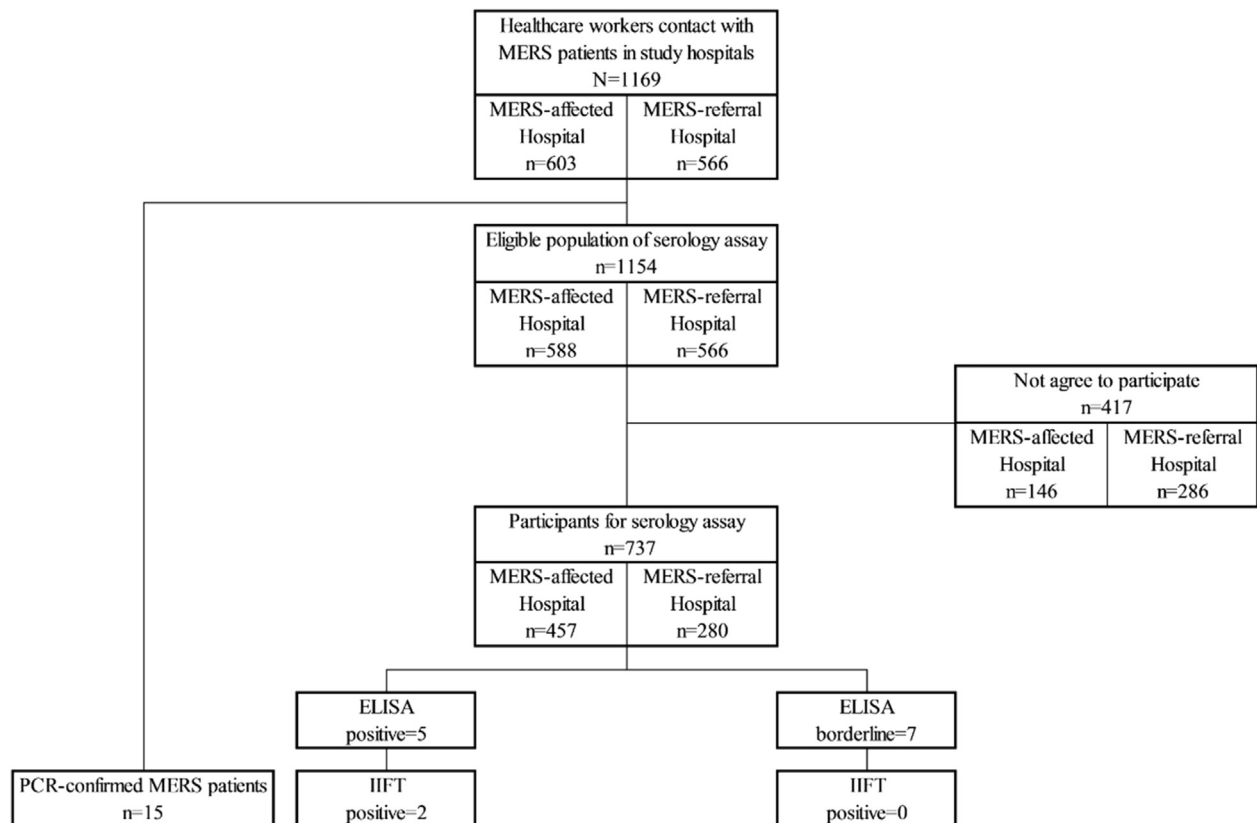 Healthcare workers contact with
MERS patients in study hospitals
N=1169
MERS-affected
Hospital
n=603
MERS-referral
Hospital
n=566
Eligible population of serology assay
n=1154
MERS-affected
Hospital
n=588
MERS-referral
Hospital
n=566
Not agree to participate
n=417
MERS-affected
Hospital
n=146
MERS-referral
Hospital
n=286
Participants for serology assay
n=737
MERS-affected
Hospital
n=457
MERS-referral
Hospital
n=280
ELISA
positive=5
ELISA
borderline=7
PCR-confirmed MERS patients
n=15
IIFT
positive=2
IIFT
positive=0